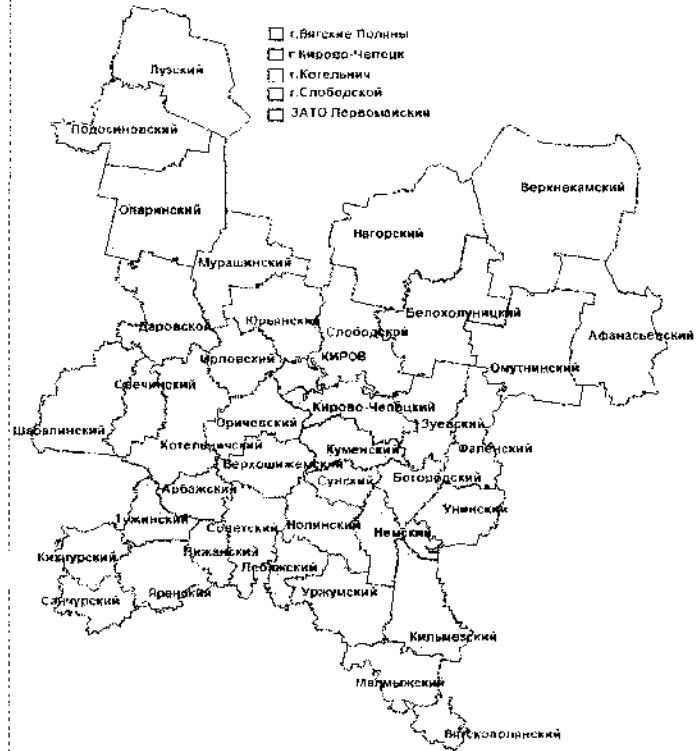 г.Вятские Поляны
г Кирово-Чепецк
г.Котельнич
г.Слободской
ЗАТО Первомайский
Лузский
Подосиновский
Опаринский
Верхнекамский
Нагорский
Мурашинский
Даровской
Юрьянский
Слободской
Белохолуницкий
Афанасьевский
Орловский
КИРОВ
Омутнинский
Свечинский
Шабалинский
Кирово-Чепецкий
Оричевский
Зуевский
Котельничский
Куменский
Фаленский
Верхошижемский
Сунский
Богородский
Арбажский
Унинский
Тужинский
Советский
Нолинский
Немский
Кикнурский
Пижанский
Лебяжский
Санчурский
Яранский
Уржумский
Кильмезский
Малмыжский
Вятскополянский